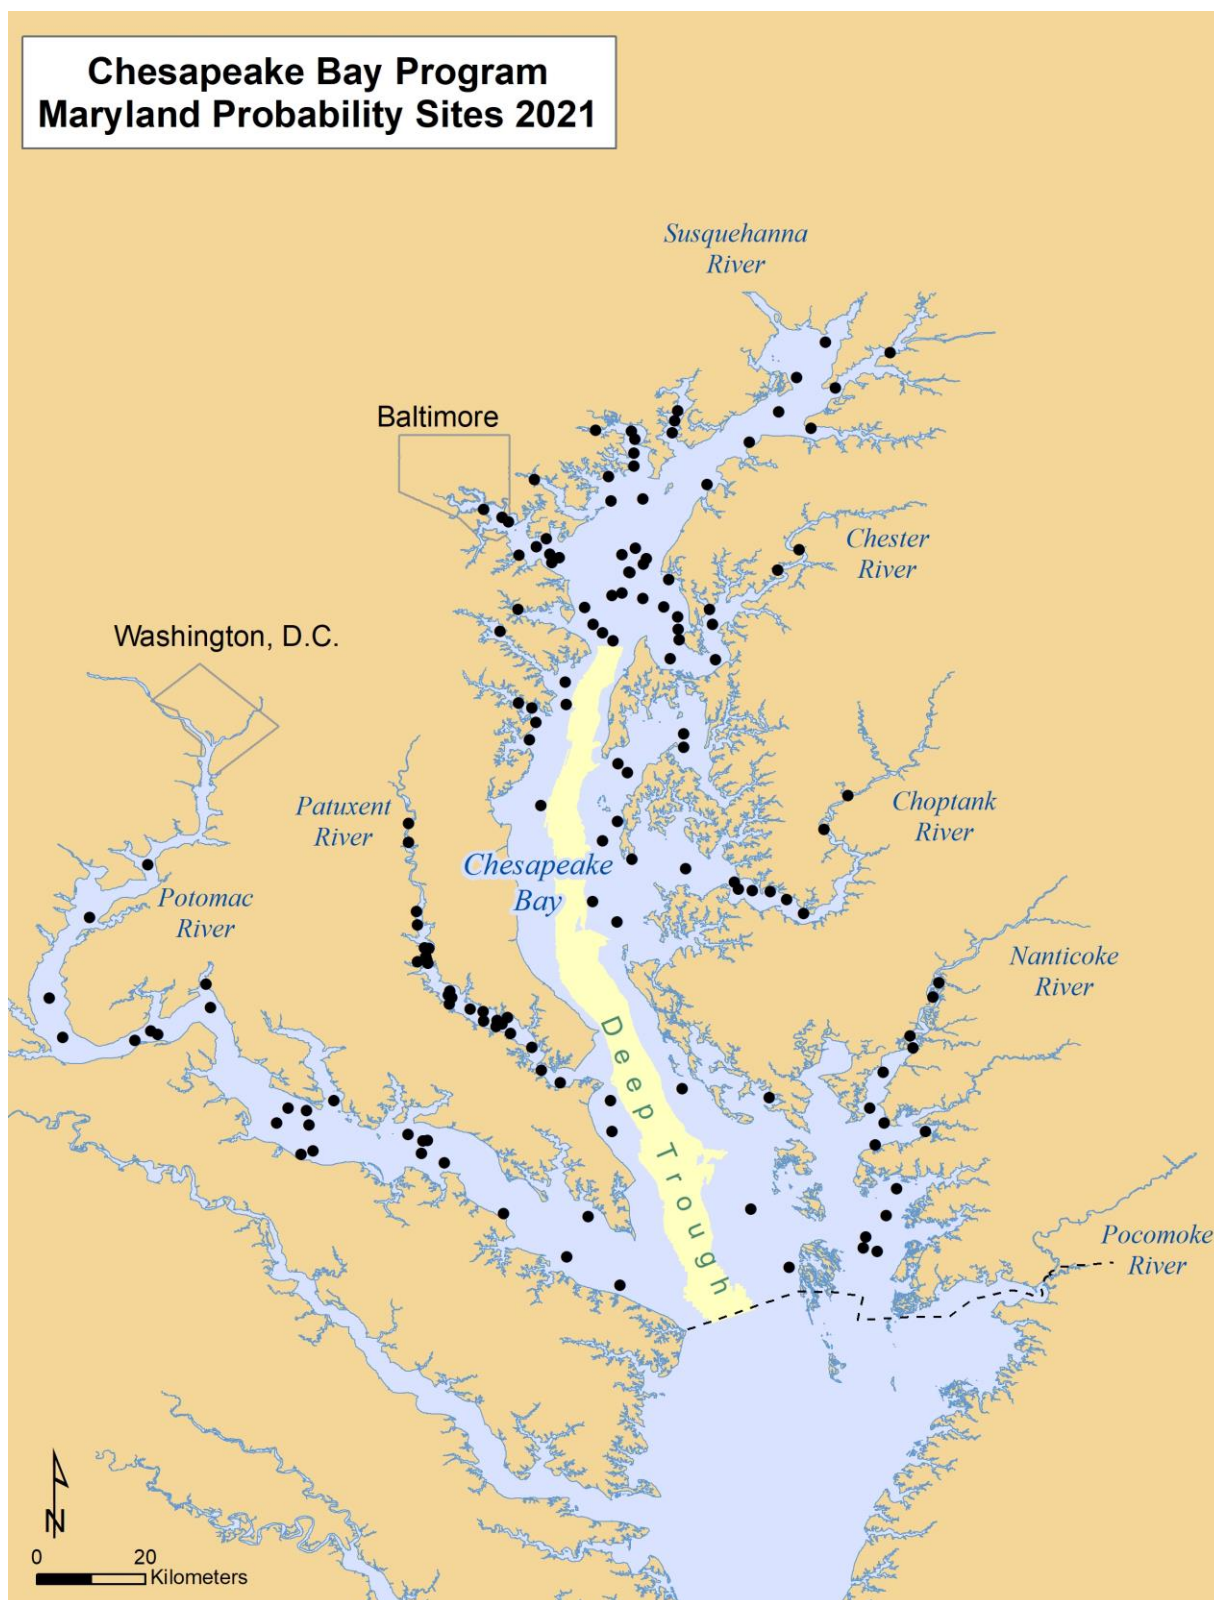 Chesapeake Bay Program
Maryland Probability Sites 2021
Susquehanna
River
Baltimore
Chester
River
Washington, D.C.
Patuxent
River
Choptank
River
Chesapeake
Bay
Potomac
River
Nanticoke
River
Deep Trough
Pocomoke
River
N
0 20
Kilometers